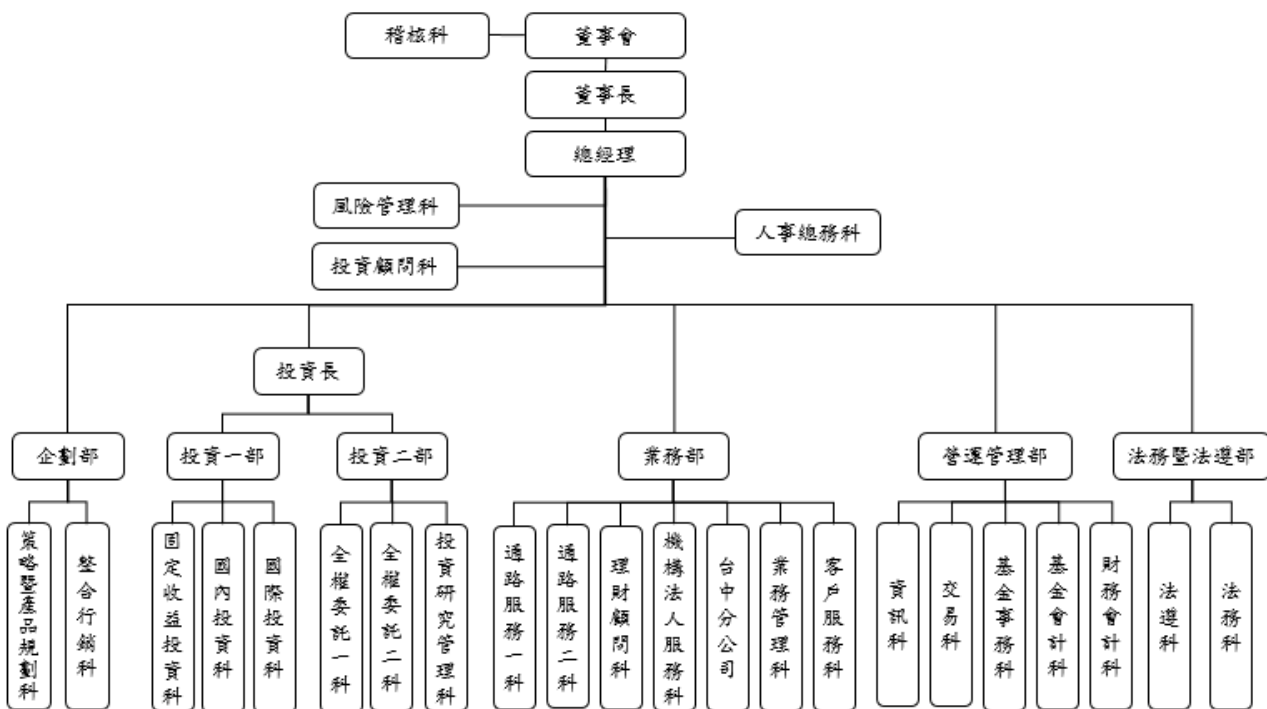 稽核科
董事會
董事長
總經理
風險管理科
人事總務科
投資顧問科
投資長
企劃部
投資一部
投資二部
業務部
營運管理部
法務暨法遵部
策略暨產品規劃科
整合行銷科
固定收益投資科
國內投資科
國際投資科
全權委託一科
全權委託二科
投資研究管理科
通路服務一科
通路服務二科
理財顧問科
機構法人服務科
台中分公司
業務管理科
客戶服務科
資訊科
交易科
基金事務科
基金會計科
財務會計科
法遵科
法務科